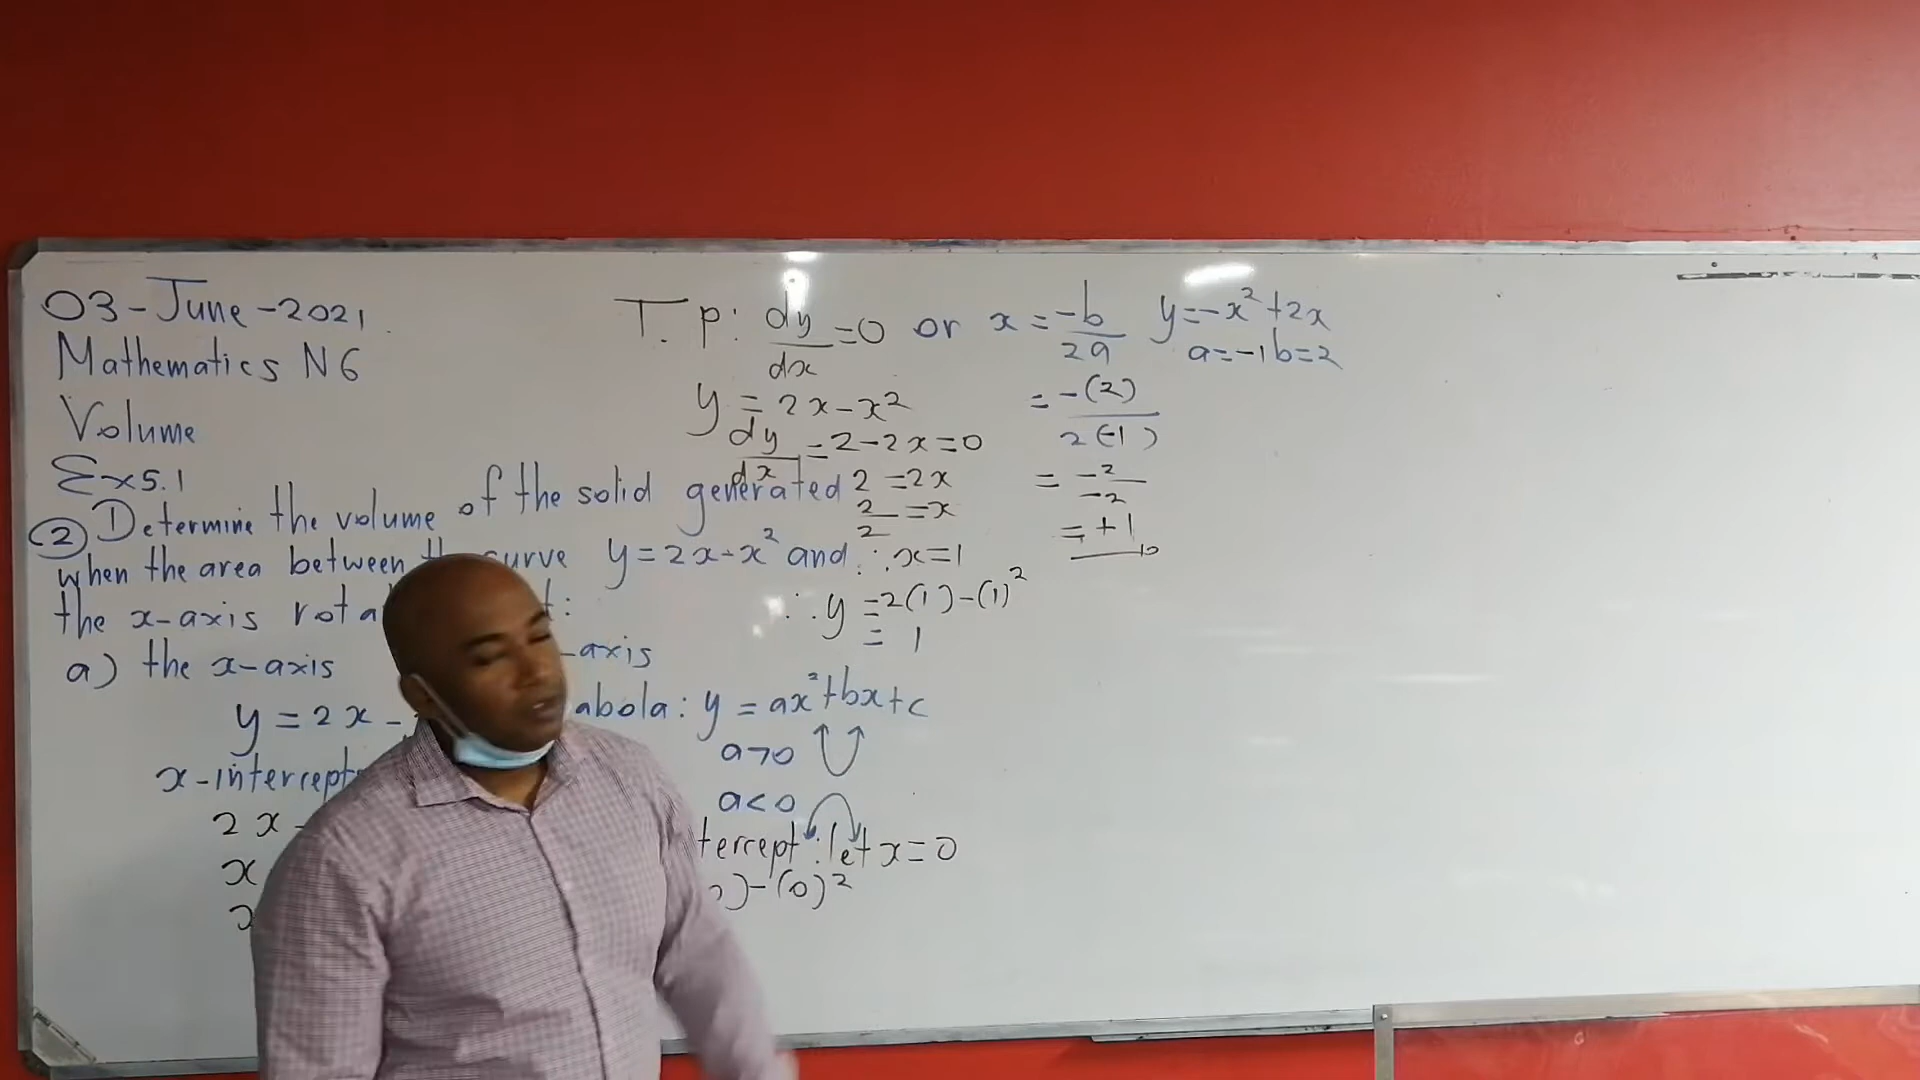 03-June-2021
Mathematics N6
Volume
Ex5.1
② Determine the volume of the solid generated
when the area between curve y=2x-x² and
the x-axis
a) the x-axis -axis
y = 2x -
: y = ax²+bx+c
x-intercept
a>0
a<0
2x
x
let x=0
)-(0)²
T.P: dy/dx =0 or x = -b/2a y=-x²+2x
a=-1 b=2
y = 2x-x²
dy/dx = 2-2x=0
2 = 2x
2/2 = x
∴ x=1
∴ y = 2(1)-(1)²
= 1
= -(2)/2(-1)
= -2/-2
= +1